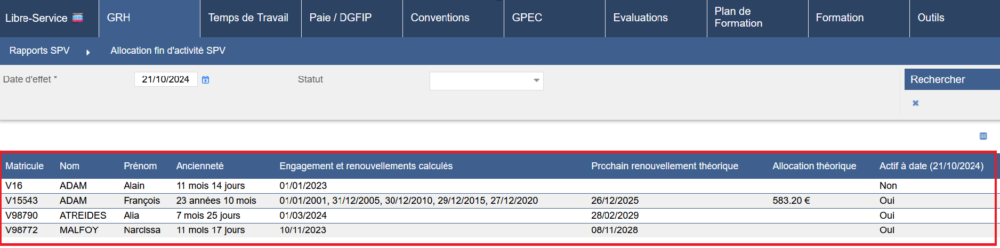 Libre-Service GRH Temps de Travail Paie / DGFIP Conventions GPEC Evaluations Plan de Formation Formation Outils
Rapports SPV Allocation fin d'activité SPV
Date d'effet * 21/10/2024 Statut Rechercher
Matricule Nom Prénom Ancienneté Engagement et renouvellements calculés Prochain renouvellement théorique Allocation théorique Actif à date (21/10/2024)
V16 ADAM Alain 11 mois 14 jours 01/01/2023 Non
V15543 ADAM François 23 années 10 mois 01/01/2001, 31/12/2005, 30/12/2010, 29/12/2015, 27/12/2020 26/12/2025 583.20 € Oui
V98790 ATREIDES Alia 7 mois 25 jours 01/03/2024 28/02/2029 Oui
V98772 MALFOY Narcissa 11 mois 17 jours 10/11/2023 08/11/2028 Oui